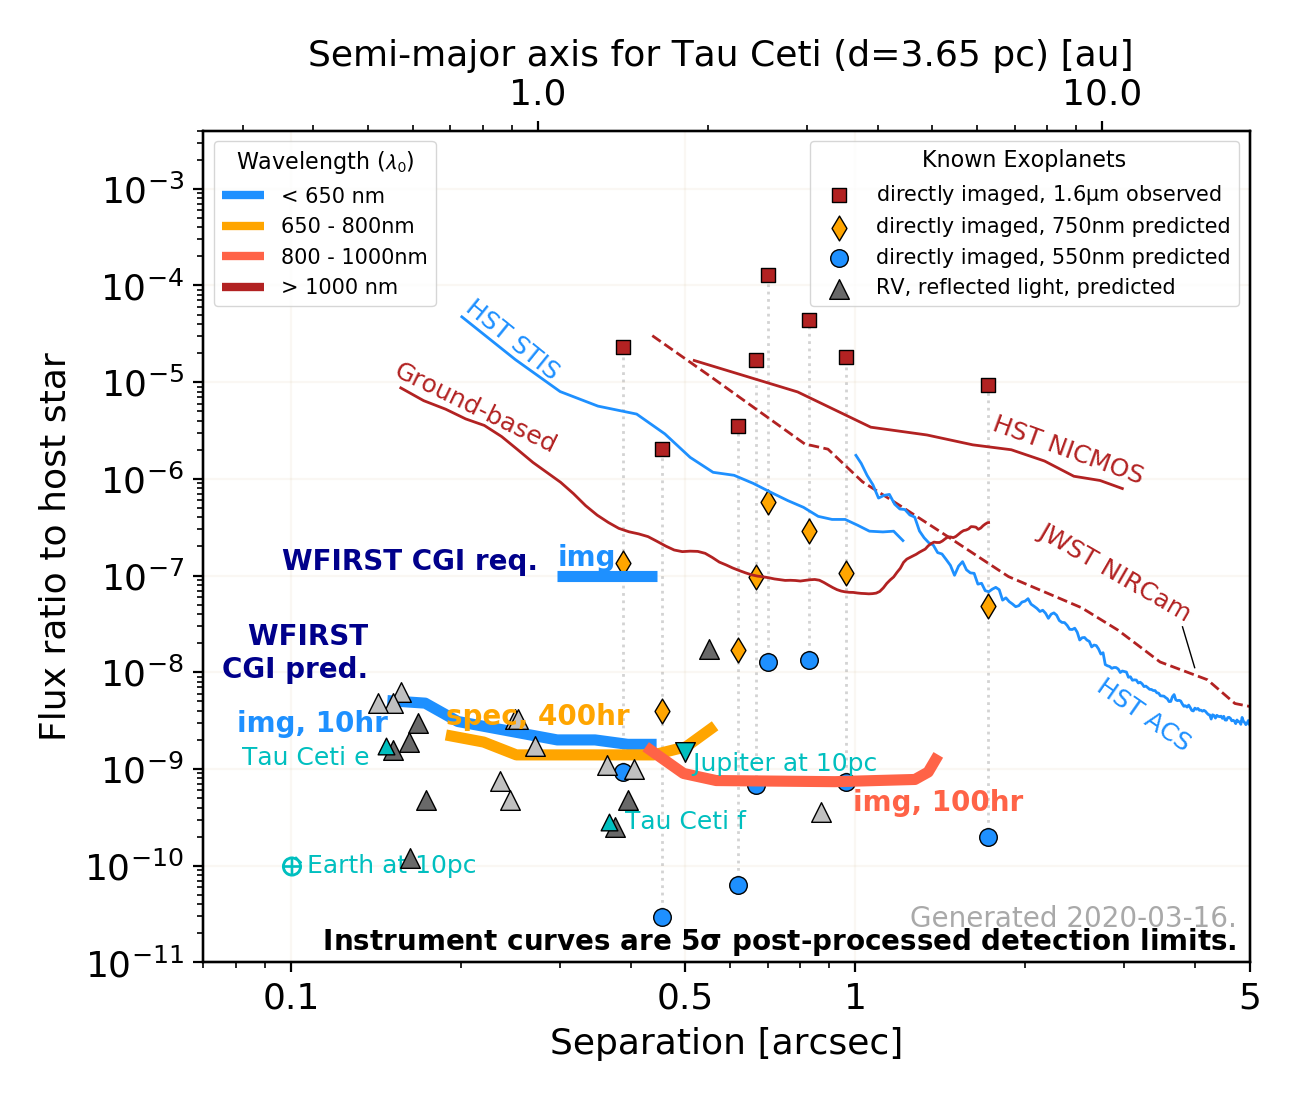 Semi-major axis for Tau Ceti (d=3.65 pc) [au]
1.0 10.0
Wavelength (λ₀)
< 650 nm
650 - 800nm
800 - 1000nm
> 1000 nm
Known Exoplanets
directly imaged, 1.6μm observed
directly imaged, 750nm predicted
directly imaged, 550nm predicted
RV, reflected light, predicted
Flux ratio to host star
10⁻³
10⁻⁴
10⁻⁵
10⁻⁶
10⁻⁷
10⁻⁸
10⁻⁹
10⁻¹⁰
10⁻¹¹
HST STIS
Ground-based
HST NICMOS
JWST NIRCam
HST ACS
WFIRST CGI req.
img
WFIRST
CGI pred.
img, 10hr
spec, 400hr
Tau Ceti e
Jupiter at 10pc
img, 100hr
Tau Ceti f
Earth at 10pc
Generated 2020-03-16.
Instrument curves are 5σ post-processed detection limits.
0.1 0.5 1 5
Separation [arcsec]